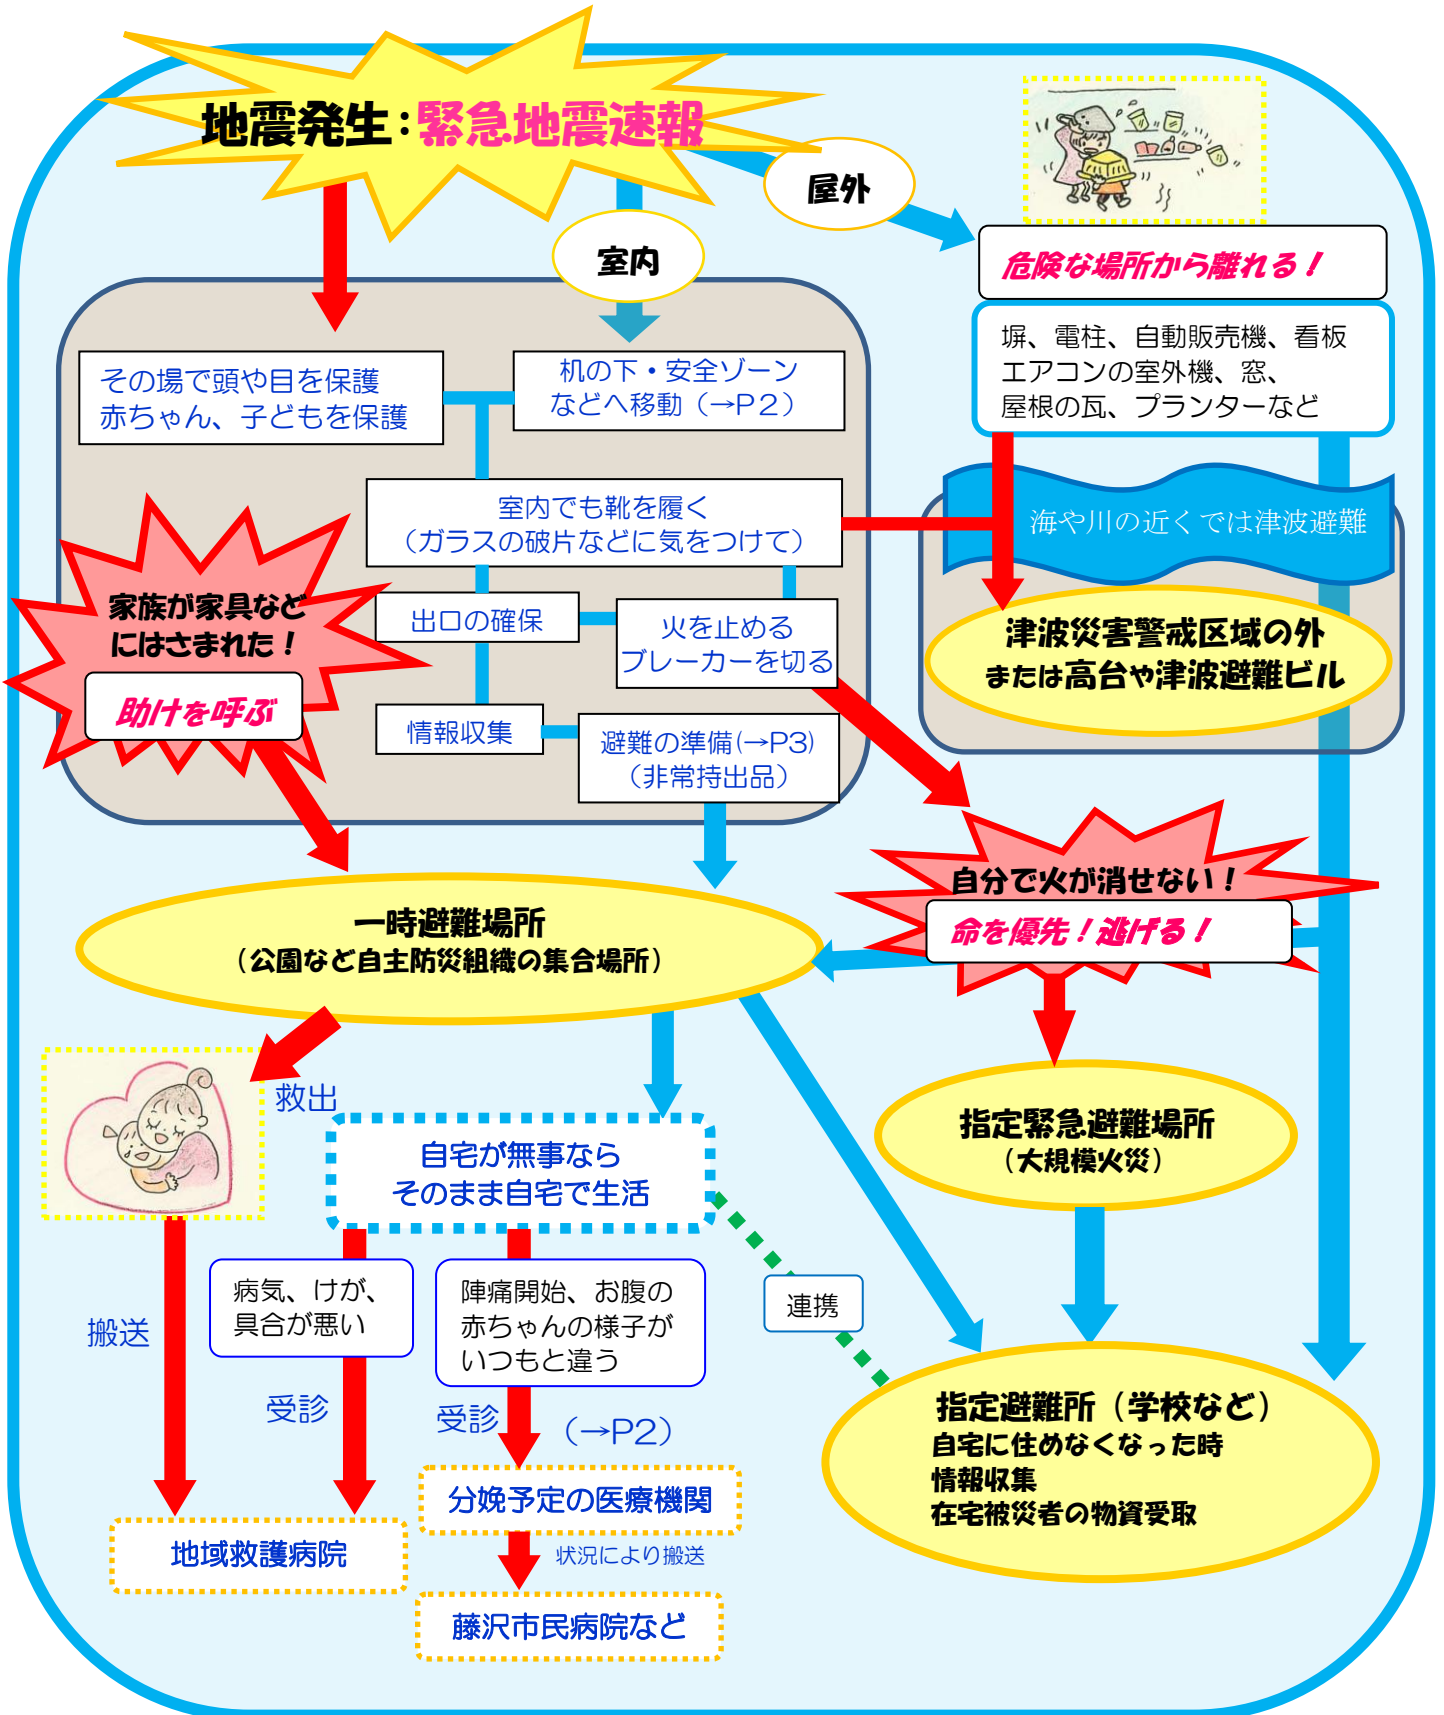 地震発生：緊急地震速報
屋外
室内
危険な場所から離れる！
塀、電柱、自動販売機、看板
エアコンの室外機、窓、
屋根の瓦、プランターなど
その場で頭や目を保護
赤ちゃん、子どもを保護
机の下・安全ゾーン
などへ移動（→P２）
室内でも靴を履く
（ガラスの破片などに気をつけて）
海や川の近くでは津波避難
家族が家具など
にはさまれた！
助けを呼ぶ
出口の確保
火を止める
ブレーカーを切る
津波災害警戒区域の外
または高台や津波避難ビル
情報収集
避難の準備(→P3)
（非常持出品）
自分で火が消せない！
命を優先！逃げる！
一時避難場所
（公園など自主防災組織の集合場所）
救出
自宅が無事なら
そのまま自宅で生活
指定緊急避難場所
（大規模火災）
搬送
病気、けが、
具合が悪い
陣痛開始、お腹の
赤ちゃんの様子が
いつもと違う
連携
受診
受診
（→P2）
指定避難所（学校など）
自宅に住めなくなった時
情報収集
在宅被災者の物資受取
分娩予定の医療機関
地域救護病院
状況により搬送
藤沢市民病院など